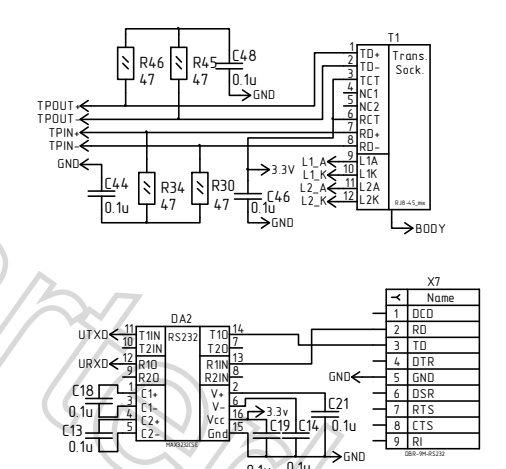 T1
C48
R46
R45
47
47
0.1u
GND
1 TD+ Trans.
2 TD- Sock.
3 TCT
4 NC1
5 NC2
6 RCT
7 RD+
8 RD-
9 L1A
10 L1K
11 L2A
12 L2K
RJ8-45_mx
TPOUT+
TPOUT-
TPIN+
TPIN-
GND
3.3V
L1_A
L1_K
L2_A
L2_K
C44
R34
R30
C46
0.1u
47
47
0.1u
GND
BODY
X7
Name
1 DCD
2 RD
3 TD
4 DTR
5 GND
6 DSR
7 RTS
8 CTS
9 RI
DBR-9M-RS232
GND
DA2
RS232
UTXD
11 T1IN
10 T2IN
URXD
12 R1O
9 R2O
1 C1+
3 C1-
4 C2+
5 C2-
T1O 14
T2O 7
R1IN 13
R2IN 8
V+ 2
V- 6
Vcc 16
Gnd 15
MAX3232CSE
C18
0.1u
C13
0.1u
3.3v
C19
C14
C21
0.1u
0.1u
0.1u
GND